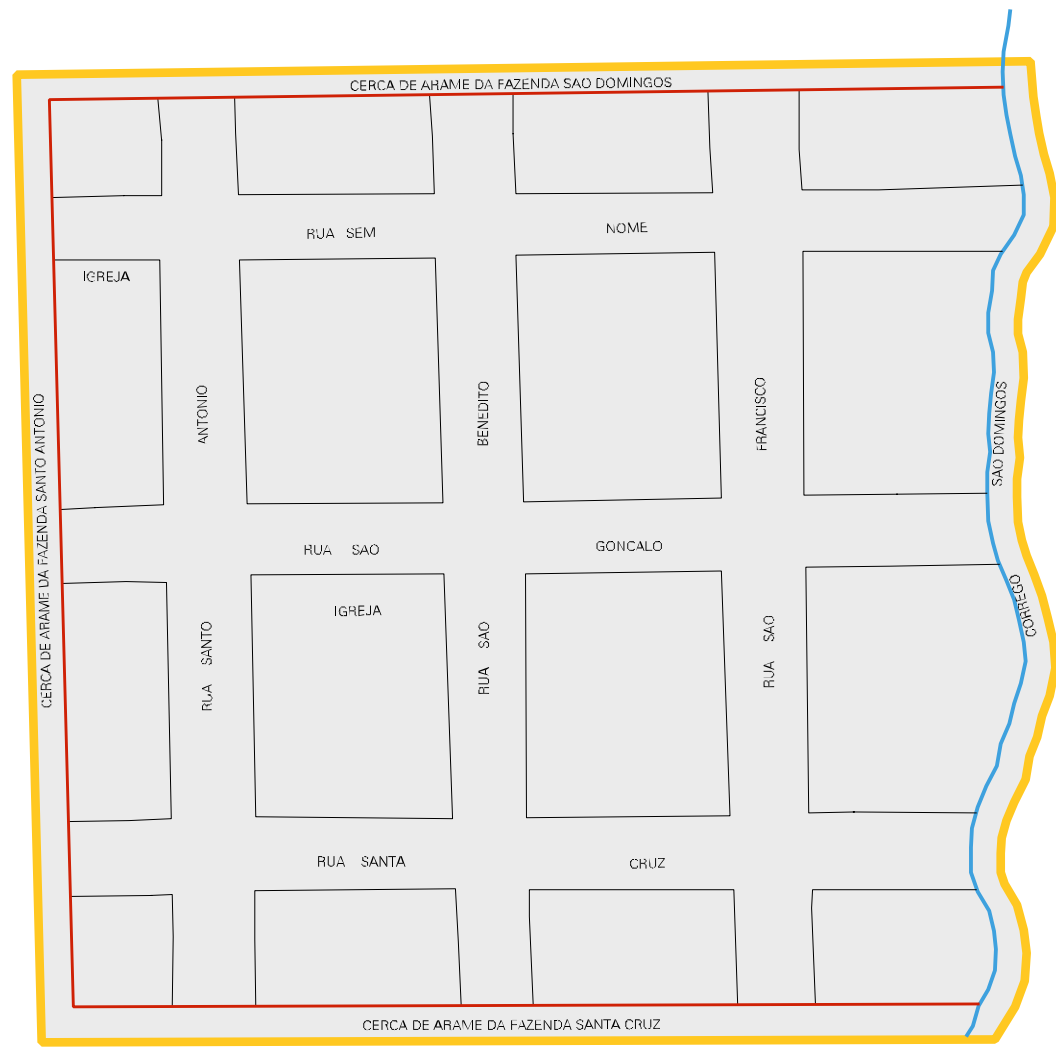 CERCA DE ARAME DA FAZENDA SAO DOMINGOS
RUA SEM NOME
IGREJA
CERCA DE ARAME DA FAZENDA SANTO ANTONIO
RUA SANTO ANTONIO
RUA SAO BENEDITO
RUA SAO FRANCISCO
CORREGO SAO DOMINGOS
RUA SAO GONCALO
IGREJA
RUA SANTA CRUZ
CERCA DE ARAME DA FAZENDA SANTA CRUZ